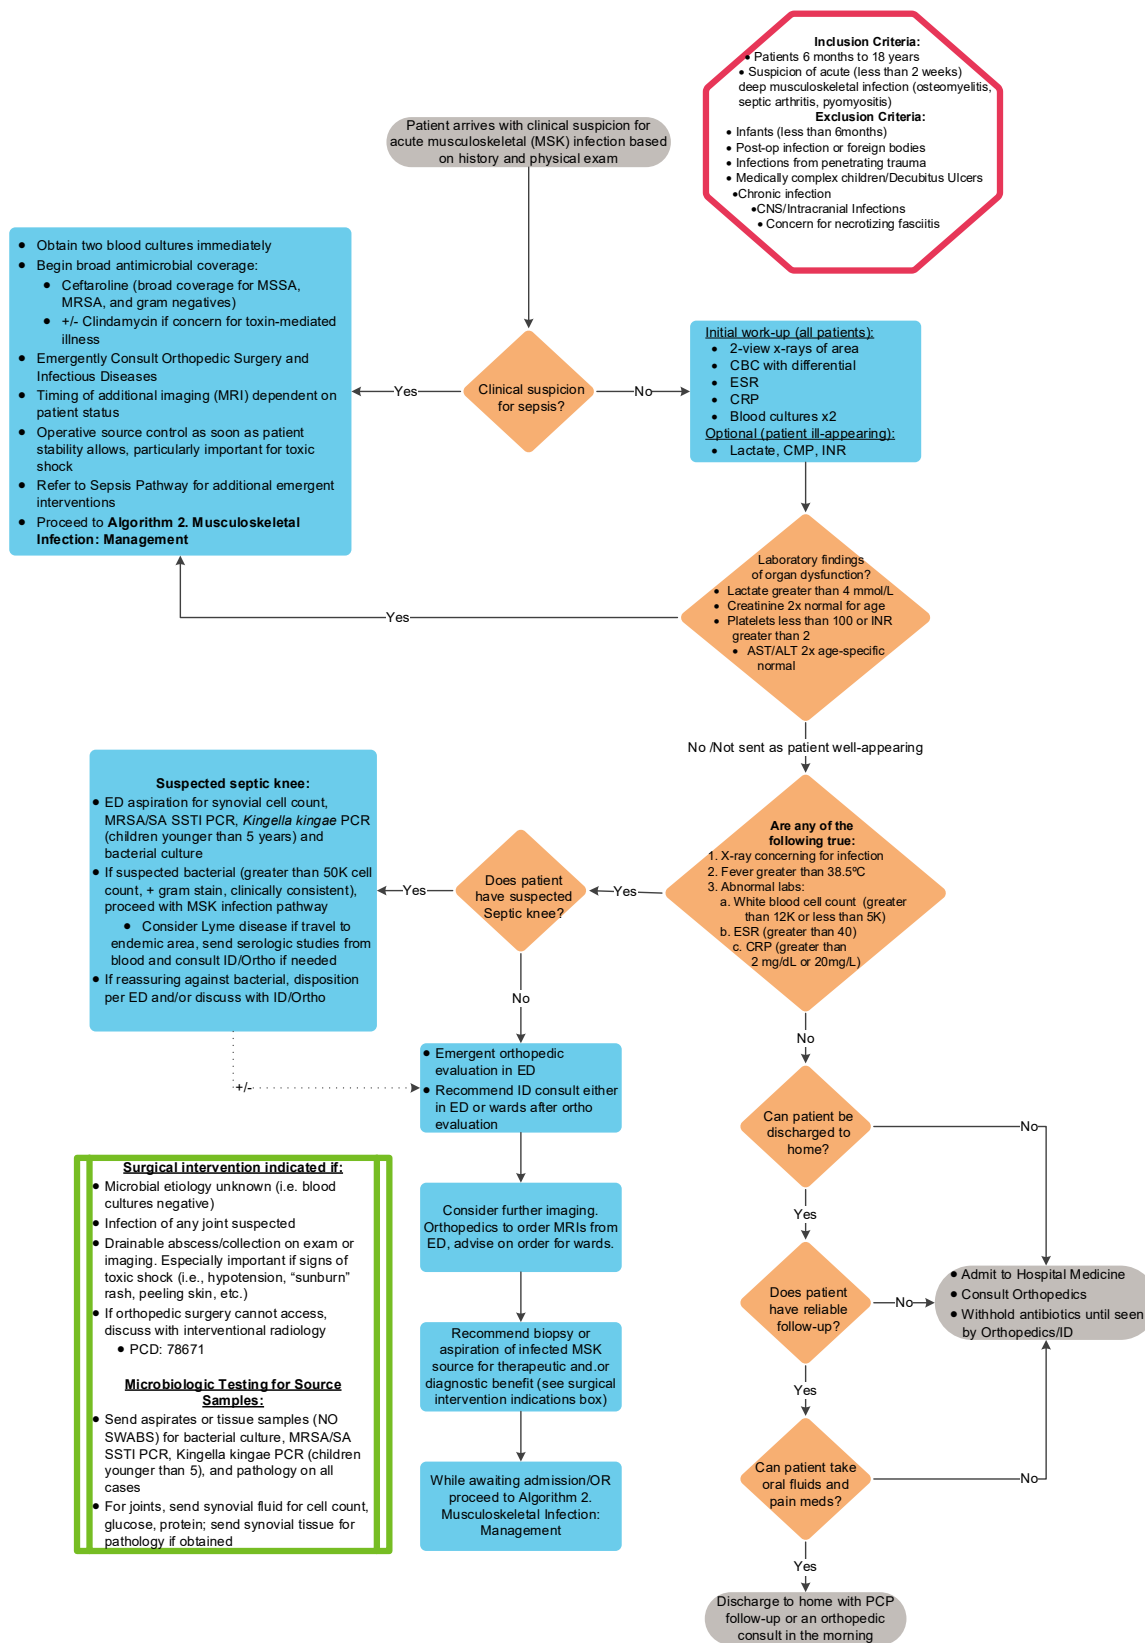 Inclusion Criteria:
• Patients 6 months to 18 years
• Suspicion of acute (less than 2 weeks)
deep musculoskeletal infection (osteomyelitis,
septic arthritis, pyomyositis)
Exclusion Criteria:
• Infants (less than 6months)
• Post-op infection or foreign bodies
• Infections from penetrating trauma
• Medically complex children/Decubitus Ulcers
•Chronic infection
•CNS/Intracranial Infections
• Concern for necrotizing fasciitis
Patient arrives with clinical suspicion for
acute musculoskeletal (MSK) infection based
on history and physical exam
• Obtain two blood cultures immediately
• Begin broad antimicrobial coverage:
• Ceftaroline (broad coverage for MSSA,
MRSA, and gram negatives)
• +/- Clindamycin if concern for toxin-mediated
illness
• Emergently Consult Orthopedic Surgery and
Infectious Diseases
• Timing of additional imaging (MRI) dependent on
patient status
• Operative source control as soon as patient
stability allows, particularly important for toxic
shock
• Refer to Sepsis Pathway for additional emergent
interventions
• Proceed to Algorithm 2. Musculoskeletal
Infection: Management
Yes
Clinical suspicion
for sepsis?
No
Initial work-up (all patients):
• 2-view x-rays of area
• CBC with differential
• ESR
• CRP
• Blood cultures x2
Optional (patient ill-appearing):
• Lactate, CMP, INR
Laboratory findings
of organ dysfunction?
• Lactate greater than 4 mmol/L
• Creatinine 2x normal for age
• Platelets less than 100 or INR
greater than 2
• AST/ALT 2x age-specific
normal
Yes
No /Not sent as patient well-appearing
Are any of the
following true:
1. X-ray concerning for infection
2. Fever greater than 38.5ºC
3. Abnormal labs:
a. White blood cell count (greater
than 12K or less than 5K)
b. ESR (greater than 40)
c. CRP (greater than
2 mg/dL or 20mg/L)
Yes
Does patient
have suspected
Septic knee?
Yes
Suspected septic knee:
• ED aspiration for synovial cell count,
MRSA/SA SSTI PCR, Kingella kingae PCR
(children younger than 5 years) and
bacterial culture
• If suspected bacterial (greater than 50K cell
count, + gram stain, clinically consistent),
proceed with MSK infection pathway
• Consider Lyme disease if travel to
endemic area, send serologic studies from
blood and consult ID/Ortho if needed
• If reassuring against bacterial, disposition
per ED and/or discuss with ID/Ortho
No
+/-
• Emergent orthopedic
evaluation in ED
• Recommend ID consult either
in ED or wards after ortho
evaluation
Consider further imaging.
Orthopedics to order MRIs from
ED, advise on order for wards.
Recommend biopsy or
aspiration of infected MSK
source for therapeutic and.or
diagnostic benefit (see surgical
intervention indications box)
While awaiting admission/OR
proceed to Algorithm 2.
Musculoskeletal Infection:
Management
Surgical intervention indicated if:
• Microbial etiology unknown (i.e. blood
cultures negative)
• Infection of any joint suspected
• Drainable abscess/collection on exam or
imaging. Especially important if signs of
toxic shock (i.e., hypotension, “sunburn”
rash, peeling skin, etc.)
• If orthopedic surgery cannot access,
discuss with interventional radiology
• PCD: 78671
Microbiologic Testing for Source
Samples:
• Send aspirates or tissue samples (NO
SWABS) for bacterial culture, MRSA/SA
SSTI PCR, Kingella kingae PCR (children
younger than 5), and pathology on all
cases
• For joints, send synovial fluid for cell count,
glucose, protein; send synovial tissue for
pathology if obtained
No
Can patient be
discharged to
home?
No
Yes
Does patient
have reliable
follow-up?
No
• Admit to Hospital Medicine
• Consult Orthopedics
• Withhold antibiotics until seen
by Orthopedics/ID
Yes
Can patient take
oral fluids and
pain meds?
No
Yes
Discharge to home with PCP
follow-up or an orthopedic
consult in the morning